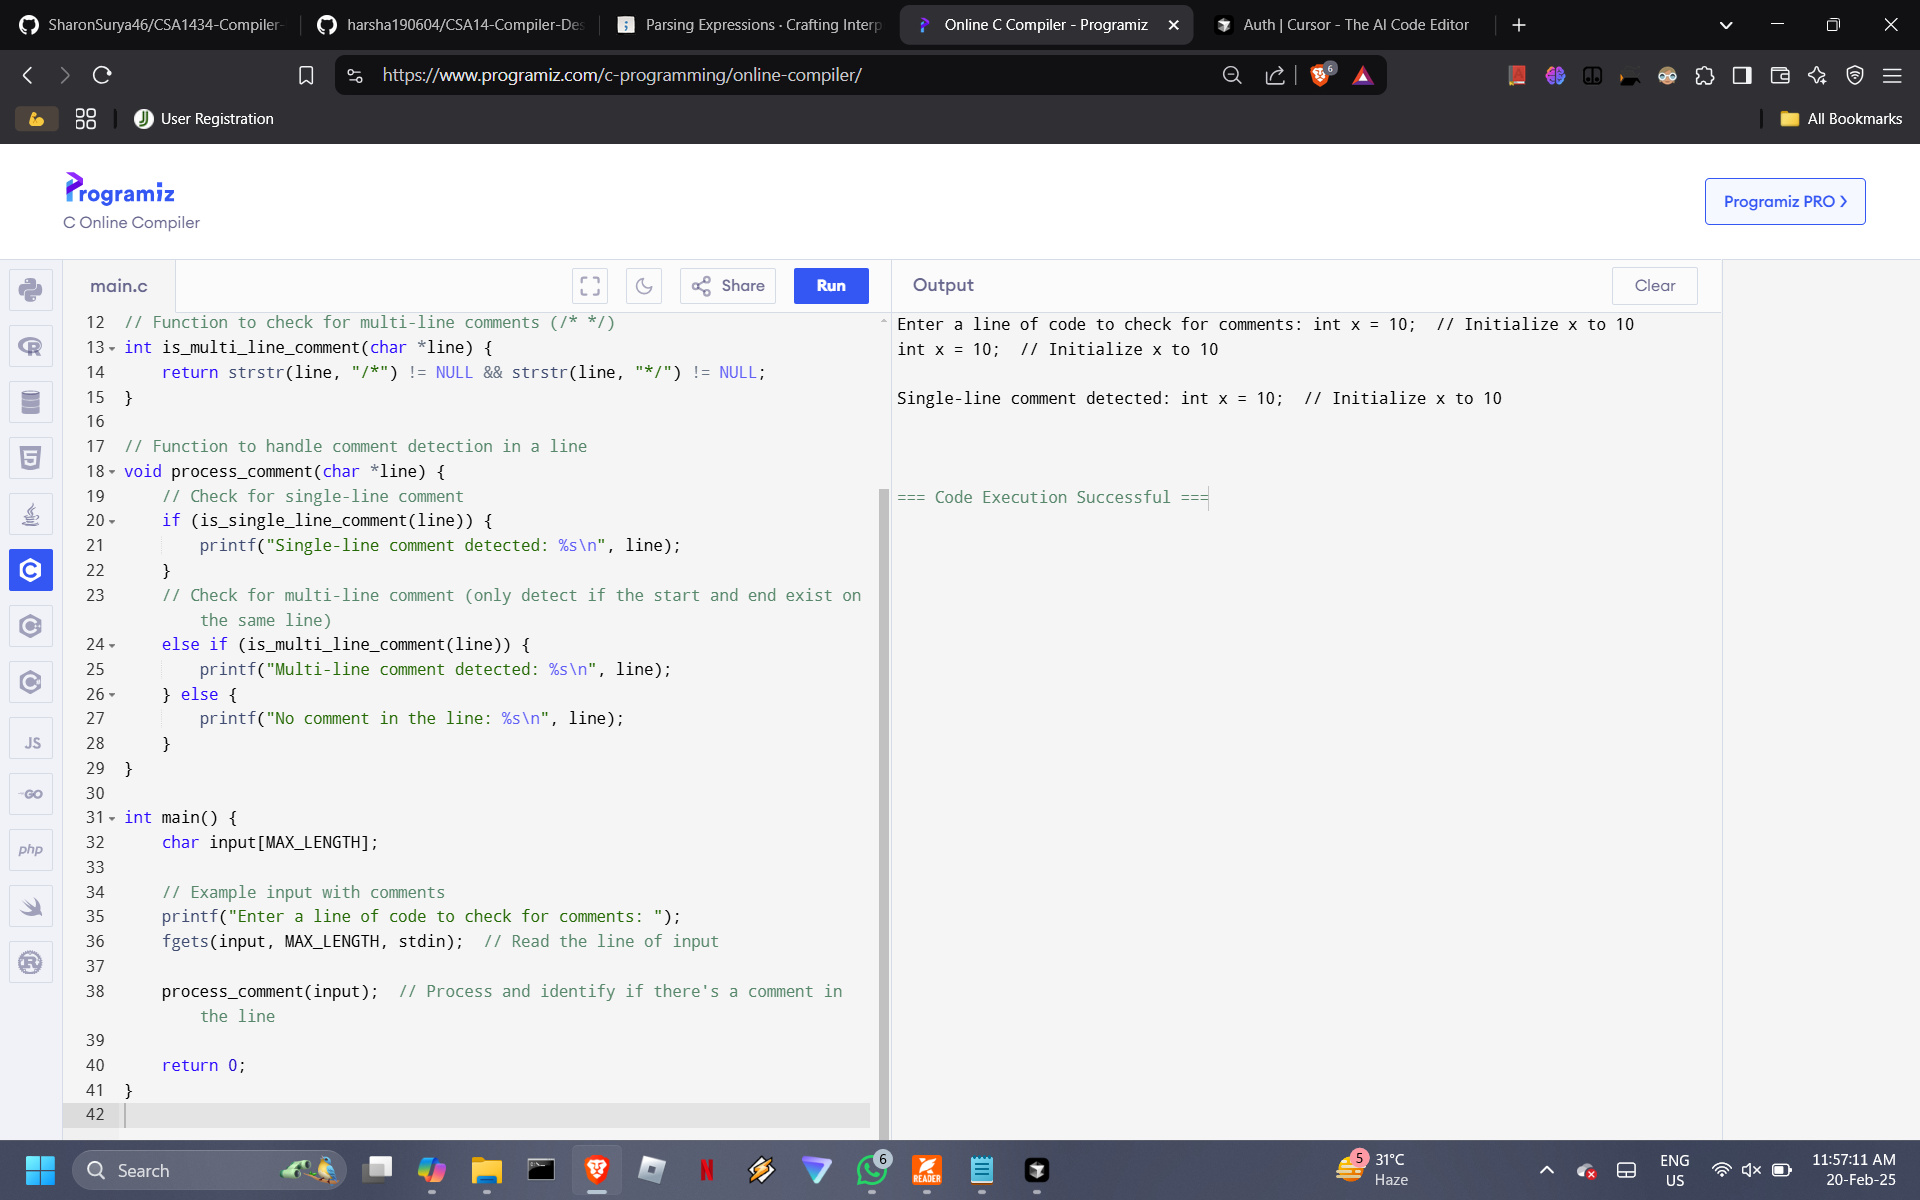 SharonSurya46/CSA1434-Compiler-
harsha190604/CSA14-Compiler-Des
Parsing Expressions · Crafting Interp
Online C Compiler - Programiz
Auth | Cursor - The AI Code Editor
https://www.programiz.com/c-programming/online-compiler/
6
User Registration
All Bookmarks
Programiz
C Online Compiler
Programiz PRO
main.c
Share
Run
Output
Clear
12 // Function to check for multi-line comments (/* */)
13 int is_multi_line_comment(char *line) {
14 return strstr(line, "/*") != NULL && strstr(line, "*/") != NULL;
15 }
16
17 // Function to handle comment detection in a line
18 void process_comment(char *line) {
19 // Check for single-line comment
20 if (is_single_line_comment(line)) {
21 printf("Single-line comment detected: %s\n", line);
22 }
23 // Check for multi-line comment (only detect if the start and end exist on
the same line)
24 else if (is_multi_line_comment(line)) {
25 printf("Multi-line comment detected: %s\n", line);
26 } else {
27 printf("No comment in the line: %s\n", line);
28 }
29 }
30
31 int main() {
32 char input[MAX_LENGTH];
33
34 // Example input with comments
35 printf("Enter a line of code to check for comments: ");
36 fgets(input, MAX_LENGTH, stdin);  // Read the line of input
37
38 process_comment(input);  // Process and identify if there's a comment in
the line
39
40 return 0;
41 }
42
Enter a line of code to check for comments: int x = 10;  // Initialize x to 10
int x = 10;  // Initialize x to 10
Single-line comment detected: int x = 10;  // Initialize x to 10
=== Code Execution Successful ===
JS
GO
php
Search
6
READER
5
31°C
Haze
ENG
US
11:57:11 AM
20-Feb-25